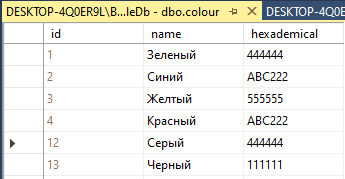 DESKTOP-4Q0ER9L\B...leDb - dbo.colour DESKTOP-4Q0E
id name hexademical
1 Зеленый 444444
2 Синий ABC222
3 Желтый 555555
4 Красный ABC222
12 Серый 444444
13 Черный 111111